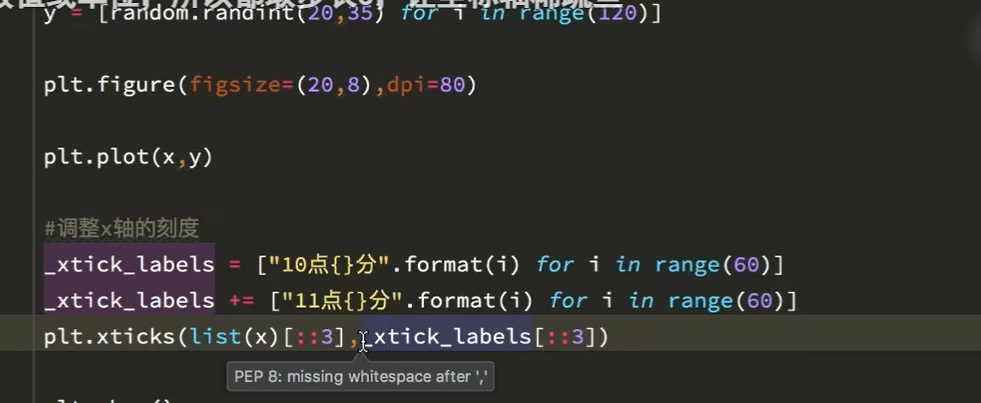 y = [random.randint(20,35) for i in range(120)]
plt.figure(figsize=(20,8),dpi=80)
plt.plot(x,y)
#调整x轴的刻度
_xtick_labels = ["10点{}分".format(i) for i in range(60)]
_xtick_labels += ["11点{}分".format(i) for i in range(60)]
plt.xticks(list(x)[::3],_xtick_labels[::3])
PEP 8: missing whitespace after ','